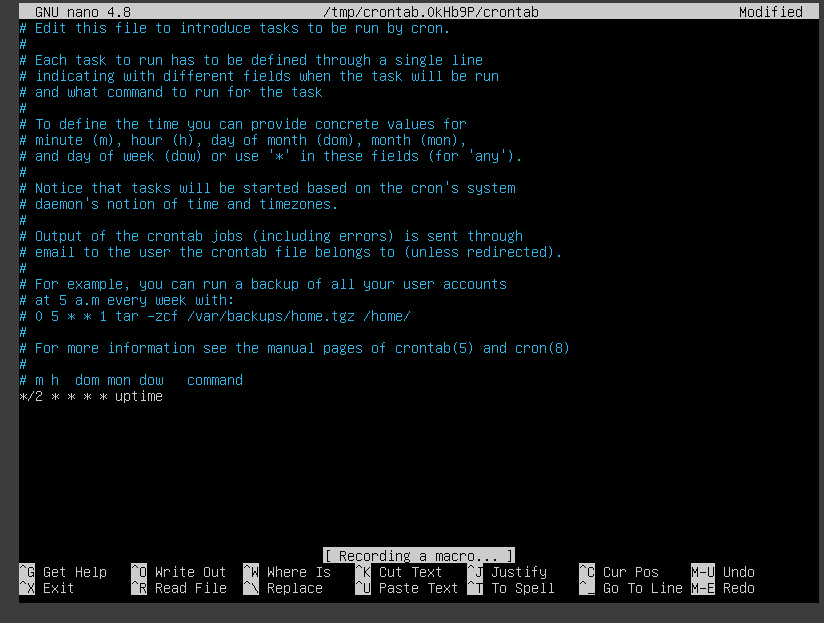 GNU nano 4.8 /tmp/crontab.OkHb9P/crontab Modified
# Edit this file to introduce tasks to be run by cron.
#
# Each task to run has to be defined through a single line
# indicating with different fields when the task will be run
# and what command to run for the task
#
# To define the time you can provide concrete values for
# minute (m), hour (h), day of month (dom), month (mon),
# and day of week (dow) or use '*' in these fields (for 'any').
#
# Notice that tasks will be started based on the cron's system
# daemon's notion of time and timezones.
#
# Output of the crontab jobs (including errors) is sent through
# email to the user the crontab file belongs to (unless redirected).
#
# For example, you can run a backup of all your user accounts
# at 5 a.m every week with:
# 0 5 * * 1 tar -zcf /var/backups/home.tgz /home/
#
# For more information see the manual pages of crontab(5) and cron(8)
#
# m h  dom mon dow   command
*/2 * * * * uptime
[ Recording a macro... ]
^G Get Help ^O Write Out ^W Where Is ^K Cut Text ^J Justify ^C Cur Pos M-U Undo
^X Exit ^R Read File ^\ Replace ^U Paste Text ^T To Spell ^_ Go To Line M-E Redo